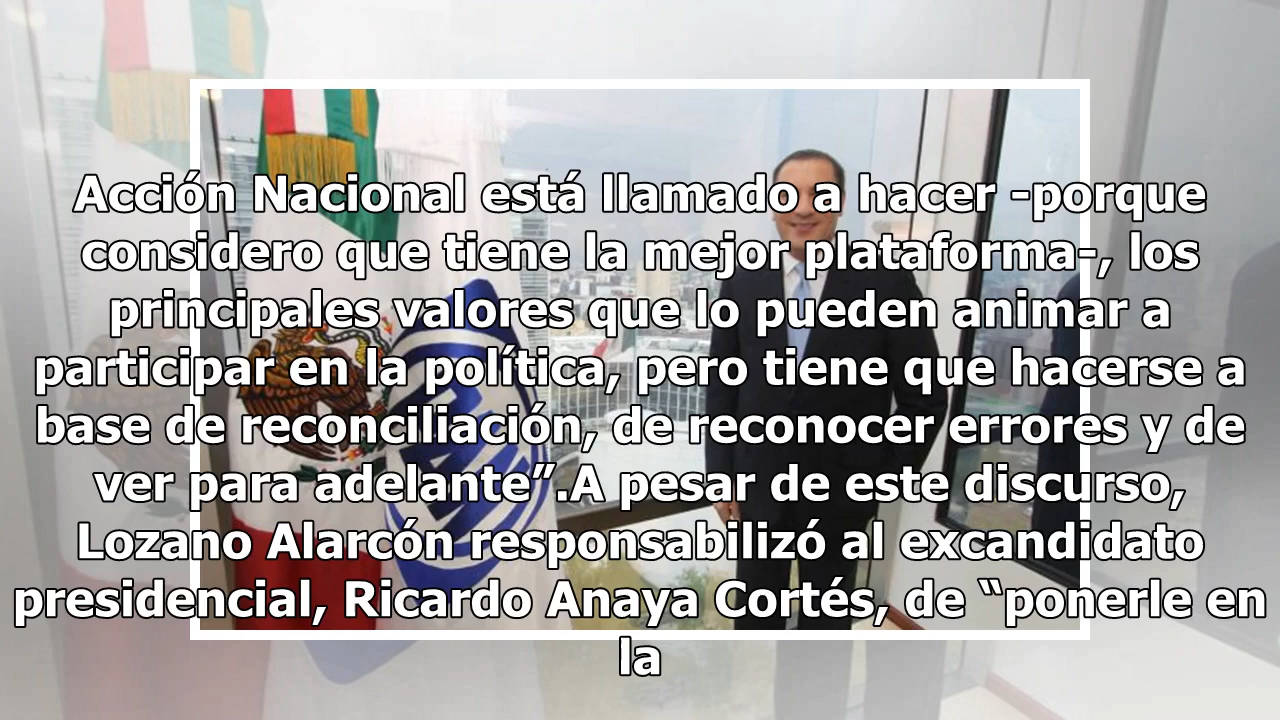 Acción Nacional está llamado a hacer -porque
considero que tiene la mejor plataforma-, los
principales valores que lo pueden animar a
participar en la política, pero tiene que hacerse a
base de reconciliación, de reconocer errores y de
ver para adelante”.A pesar de este discurso,
Lozano Alarcón responsabilizó al excandidato
presidencial, Ricardo Anaya Cortés, de “ponerle en
la